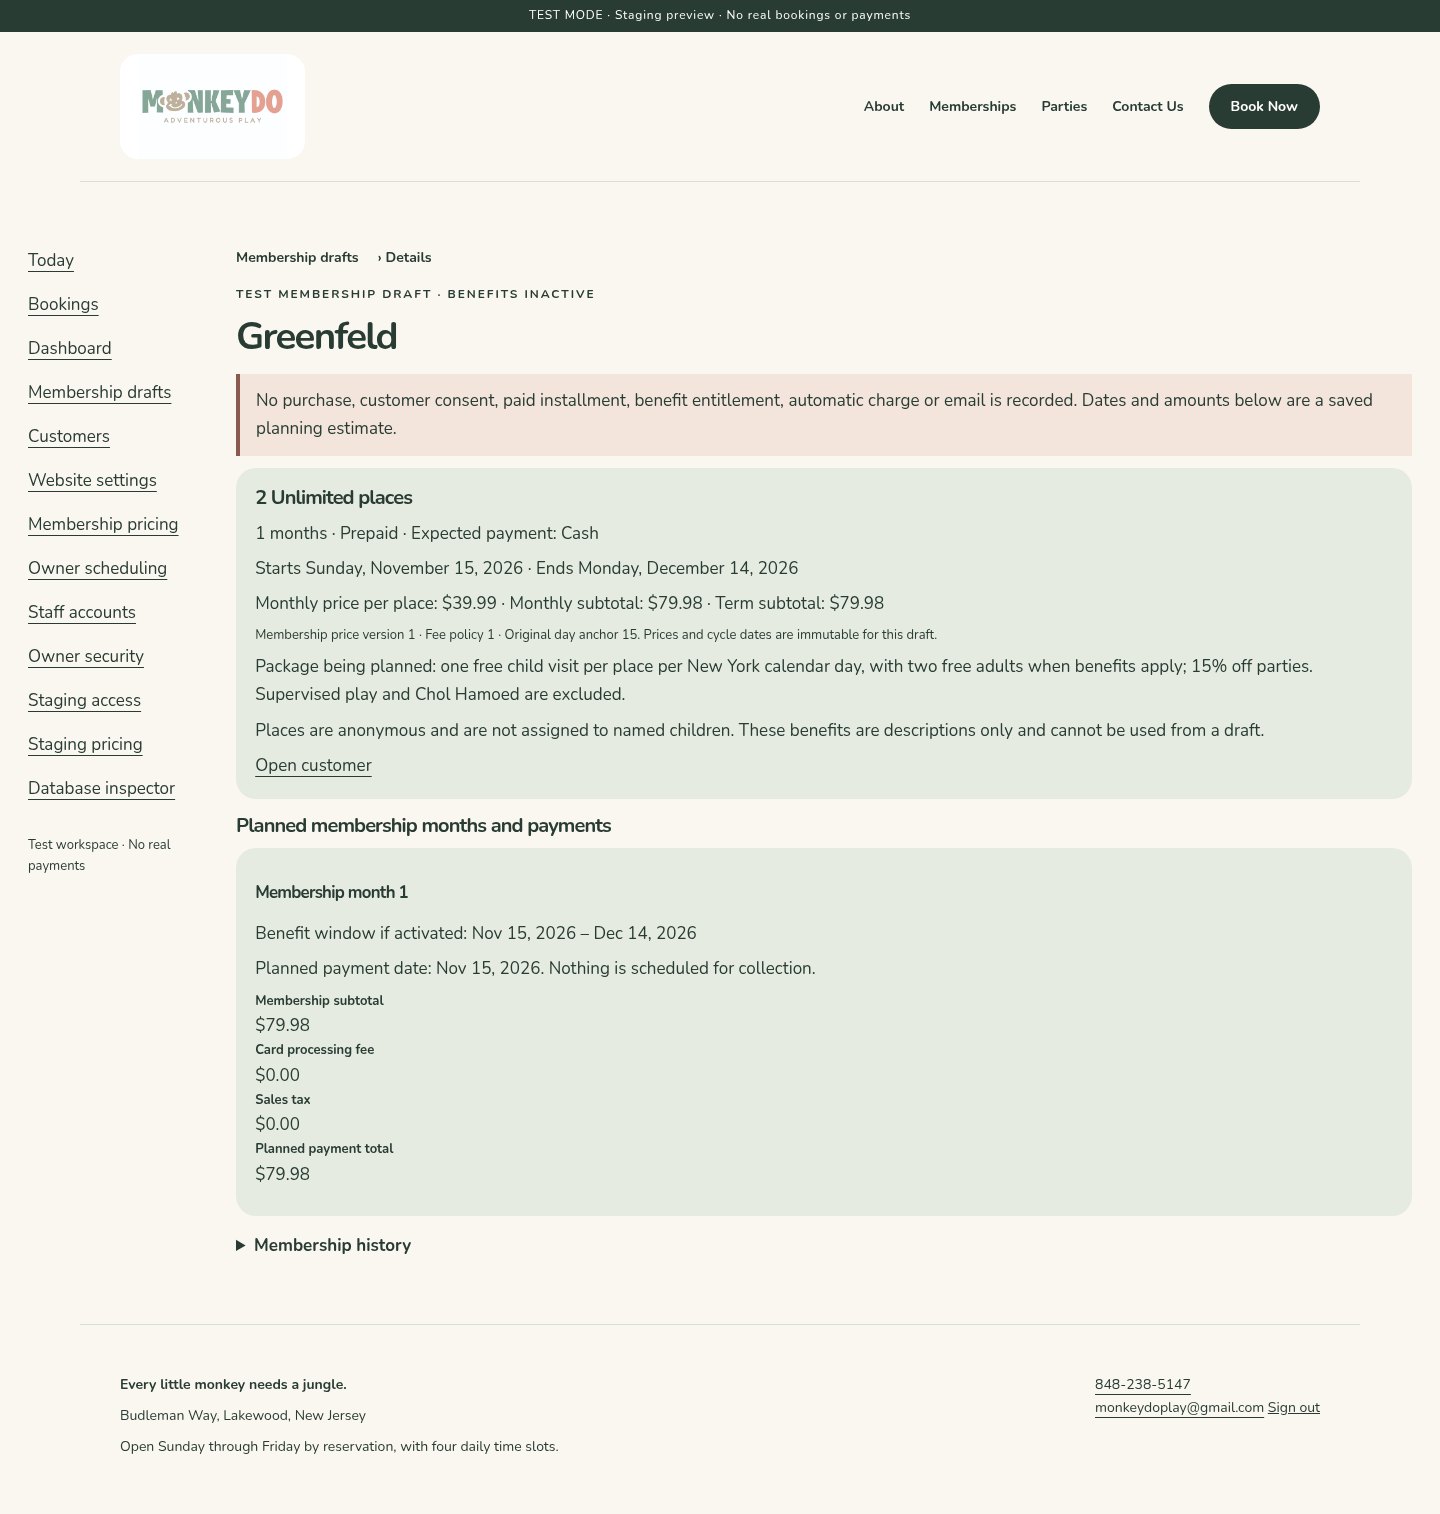 TEST MODE · Staging preview · No real bookings or payments
MONKEYDO
ADVENTUROUS PLAY
About
Memberships
Parties
Contact Us
Book Now
Today
Bookings
Dashboard
Membership drafts
Customers
Website settings
Membership pricing
Owner scheduling
Staff accounts
Owner security
Staging access
Staging pricing
Database inspector
Test workspace · No real
payments
Membership drafts › Details
TEST MEMBERSHIP DRAFT · BENEFITS INACTIVE
Greenfeld
No purchase, customer consent, paid installment, benefit entitlement, automatic charge or email is recorded. Dates and amounts below are a saved
planning estimate.
2 Unlimited places
1 months · Prepaid · Expected payment: Cash
Starts Sunday, November 15, 2026 · Ends Monday, December 14, 2026
Monthly price per place: $39.99 · Monthly subtotal: $79.98 · Term subtotal: $79.98
Membership price version 1 · Fee policy 1 · Original day anchor 15. Prices and cycle dates are immutable for this draft.
Package being planned: one free child visit per place per New York calendar day, with two free adults when benefits apply; 15% off parties.
Supervised play and Chol Hamoed are excluded.
Places are anonymous and are not assigned to named children. These benefits are descriptions only and cannot be used from a draft.
Open customer
Planned membership months and payments
Membership month 1
Benefit window if activated: Nov 15, 2026 – Dec 14, 2026
Planned payment date: Nov 15, 2026. Nothing is scheduled for collection.
Membership subtotal
$79.98
Card processing fee
$0.00
Sales tax
$0.00
Planned payment total
$79.98
Membership history
Every little monkey needs a jungle.
Budleman Way, Lakewood, New Jersey
Open Sunday through Friday by reservation, with four daily time slots.
848-238-5147
monkeydoplay@gmail.com Sign out